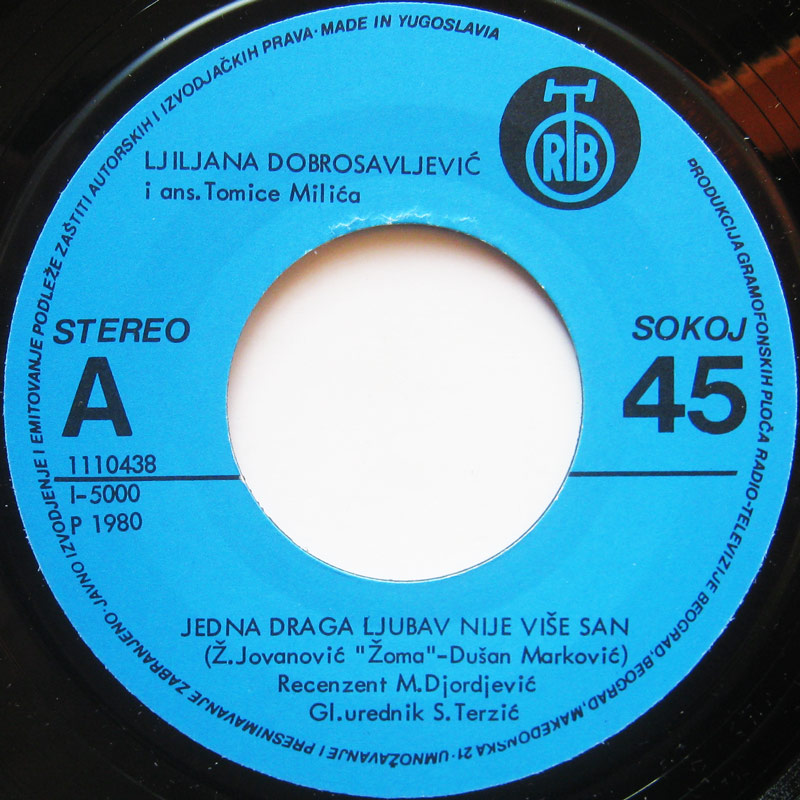 PRODUKCIJA GRAMOFONSKIH PLOČA RADIO-TELEVIZIJE BEOGRAD, BEOGRAD, MAKEDONSKA 21 · UMNOŽAVANJE I PRESNIMAVANJE ZABRANJENO · JAVNO IZVODJENJE I EMITOVANJE PODLEŽE ZAŠTITI AUTORSKIH I IZVODJAČKIH PRAVA · MADE IN YUGOSLAVIA
RTB
LJILJANA DOBROSAVLJEVIĆ
i ans. Tomice Milića
STEREO
SOKOJ
A
45
1110438
I-5000
P 1980
JEDNA DRAGA LJUBAV NIJE VIŠE SAN
(Ž.Jovanović "Žoma"-Dušan Marković)
Recenzent M.Djordjević
Gl.urednik S.Terzić